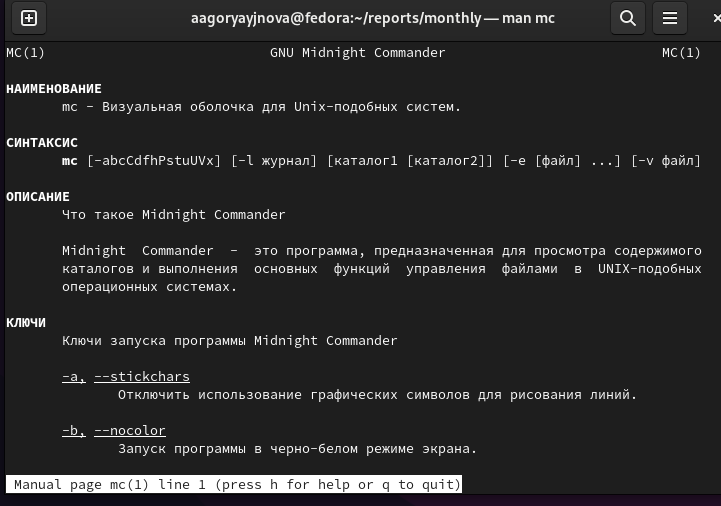 aagoryayjnova@fedora:~/reports/monthly — man mc
MC(1) GNU Midnight Commander MC(1)
НАИМЕНОВАНИЕ
mc - Визуальная оболочка для Unix-подобных систем.
СИНТАКСИС
mc [-abcCdfhPstuUVx] [-l журнал] [каталог1 [каталог2]] [-e [файл] ...] [-v файл]
ОПИСАНИЕ
Что такое Midnight Commander
Midnight Commander - это программа, предназначенная для просмотра содержимого
каталогов и выполнения основных функций управления файлами в UNIX-подобных
операционных системах.
КЛЮЧИ
Ключи запуска программы Midnight Commander
-a, --stickchars
Отключить использование графических символов для рисования линий.
-b, --nocolor
Запуск программы в черно-белом режиме экрана.
Manual page mc(1) line 1 (press h for help or q to quit)